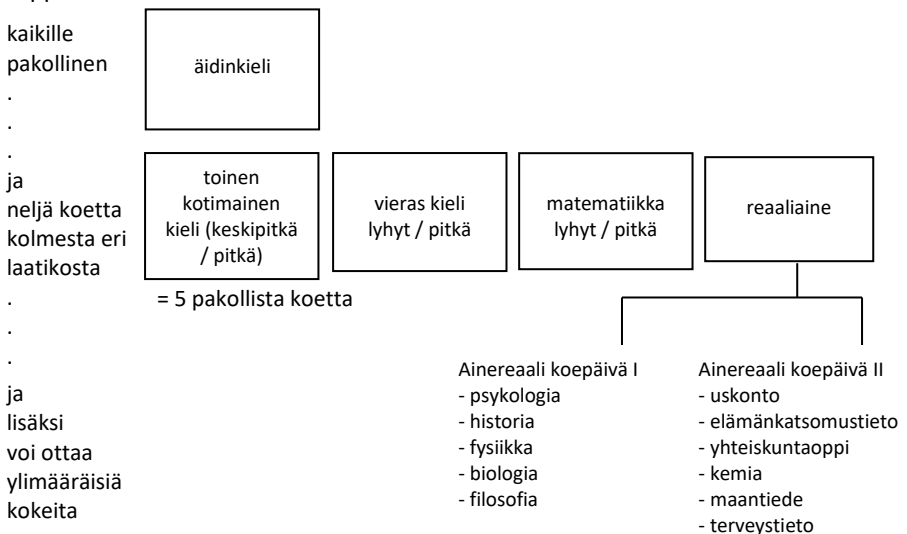 kaikille
pakollinen
.
.
.
äidinkieli
ja
neljä koetta
kolmesta eri
laatikosta
.
.
.
toinen
kotimainen
kieli (keskipitkä
/ pitkä)
vieras kieli
lyhyt / pitkä
matematiikka
lyhyt / pitkä
reaaliaine
= 5 pakollista koetta
ja
lisäksi
voi ottaa
ylimääräisiä
kokeita
Ainereaali koepäivä I
- psykologia
- historia
- fysiikka
- biologia
- filosofia
Ainereaali koepäivä II
- uskonto
- elämänkatsomustieto
- yhteiskuntaoppi
- kemia
- maantiede
- terveystieto